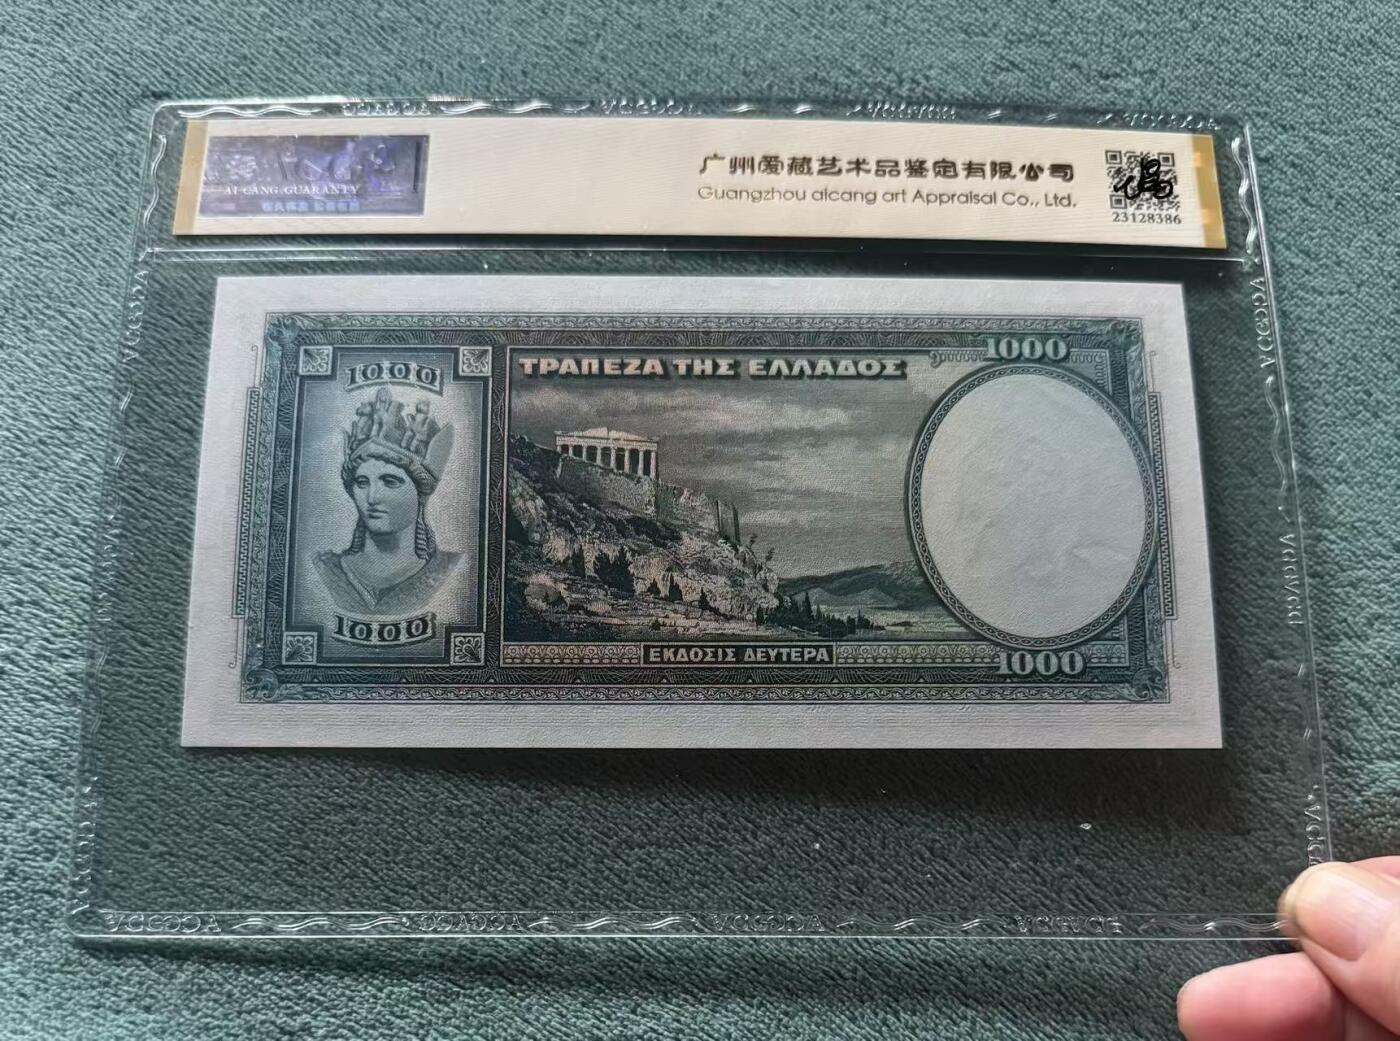 AI CANG GUARANTY
广州爱藏艺术品鉴定有限公司
Guangzhou aicang art Appraisal Co., Ltd.
23128386
1000
ΤΡΑΠΕΖΑ ΤΗΣ ΕΛΛΑΔΟΣ
1000
1000
ΕΚΔΟΣΙΣ ΔΕΥΤΕΡΑ
1000